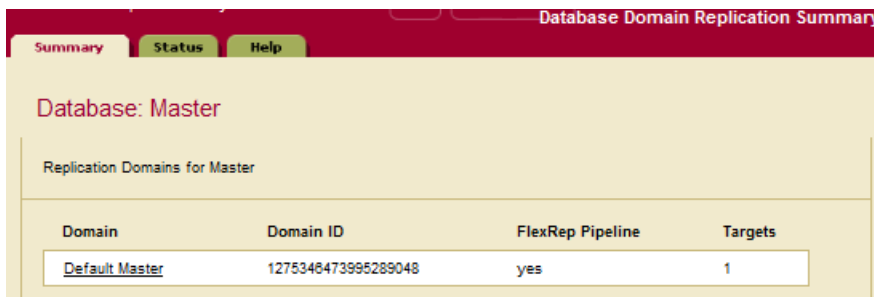 Database Domain Replication Summary
Summary Status Help
Database: Master
Replication Domains for Master
Domain Domain ID FlexRep Pipeline Targets
Default Master 1275346473995289048 yes 1